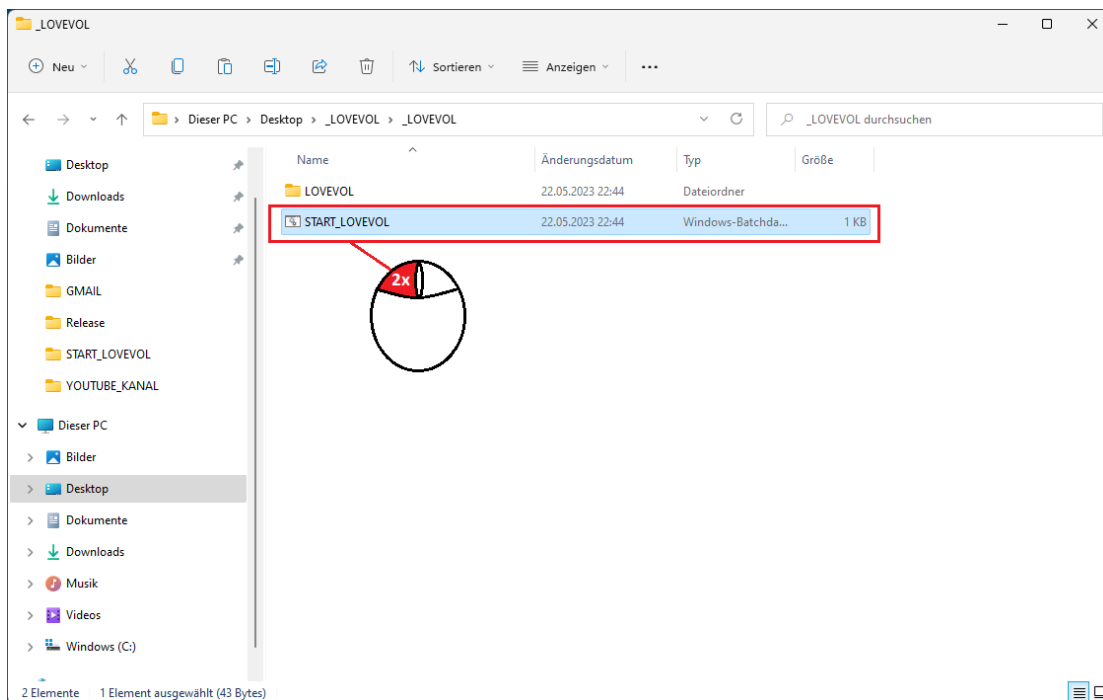 _LOVEVOL
Neu
Sortieren
Anzeigen
Dieser PC > Desktop > _LOVEVOL > _LOVEVOL
_LOVEVOL durchsuchen
Name Änderungsdatum Typ Größe
LOVEVOL 22.05.2023 22:44 Dateiordner
START_LOVEVOL 22.05.2023 22:44 Windows-Batchda... 1 KB
2x
Desktop
Downloads
Dokumente
Bilder
GMAIL
Release
START_LOVEVOL
YOUTUBE_KANAL
Dieser PC
Bilder
Desktop
Dokumente
Downloads
Musik
Videos
Windows (C:)
2 Elemente 1 Element ausgewählt (43 Bytes)